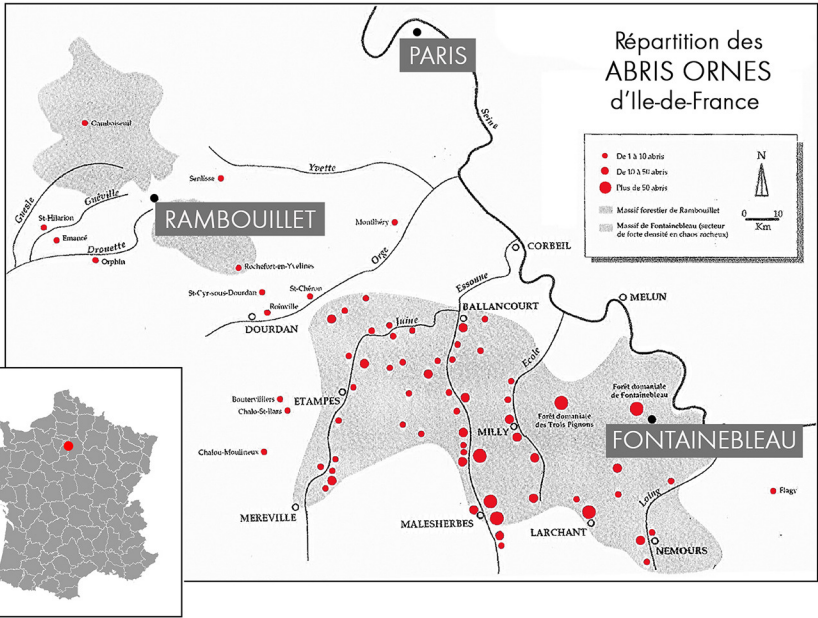 Répartition des
ABRIS ORNES
d'Ile-de-France
PARIS
Seine
De 1 à 10 abris
De 10 à 50 abris
Plus de 50 abris
Massif forestier de Rambouillet
Massif de Fontainebleau (secteur
de forte densité en chaos rocheux)
N
0 10
Km
Gambaiseuil
Senlisse
Yvette
Guesle
Guéville
RAMBOUILLET
St-Hilarion
Emancé
Drouette
Orphin
Montlhéry
Orge
CORBEIL
Rochefort-en-Yvelines
Essonne
St-Cyr-sous-Dourdan
St-Chéron
Roinville
DOURDAN
BALLANCOURT
MELUN
Juine
Ecole
ETAMPES
Boutervilliers
Chalo-St-Mars
Forêt domaniale
de Fontainebleau
Forêt domaniale
des Trois Pignons
MILLY
FONTAINEBLEAU
Chalou-Moulineux
Loing
Flagy
MEREVILLE
MALESHERBES
LARCHANT
NEMOURS